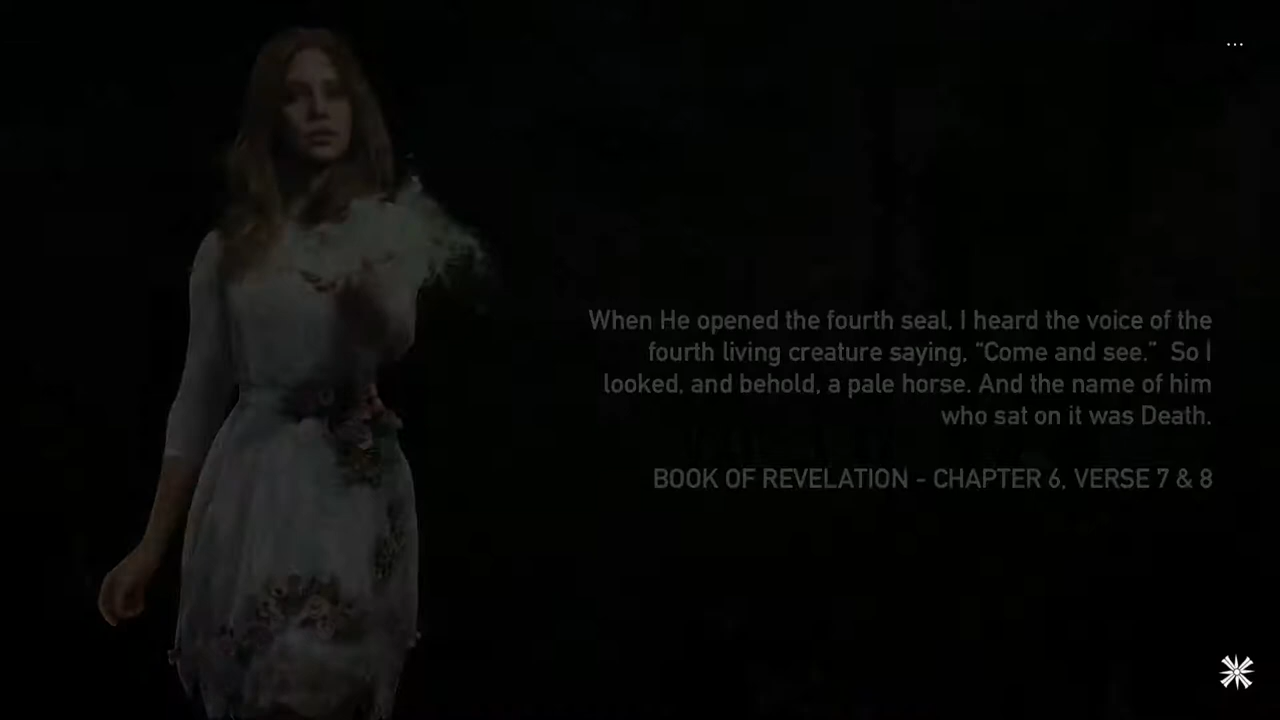 When He opened the fourth seal, I heard the voice of the
fourth living creature saying, "Come and see."  So I
looked, and behold, a pale horse. And the name of him
who sat on it was Death.
BOOK OF REVELATION - CHAPTER 6, VERSE 7 & 8